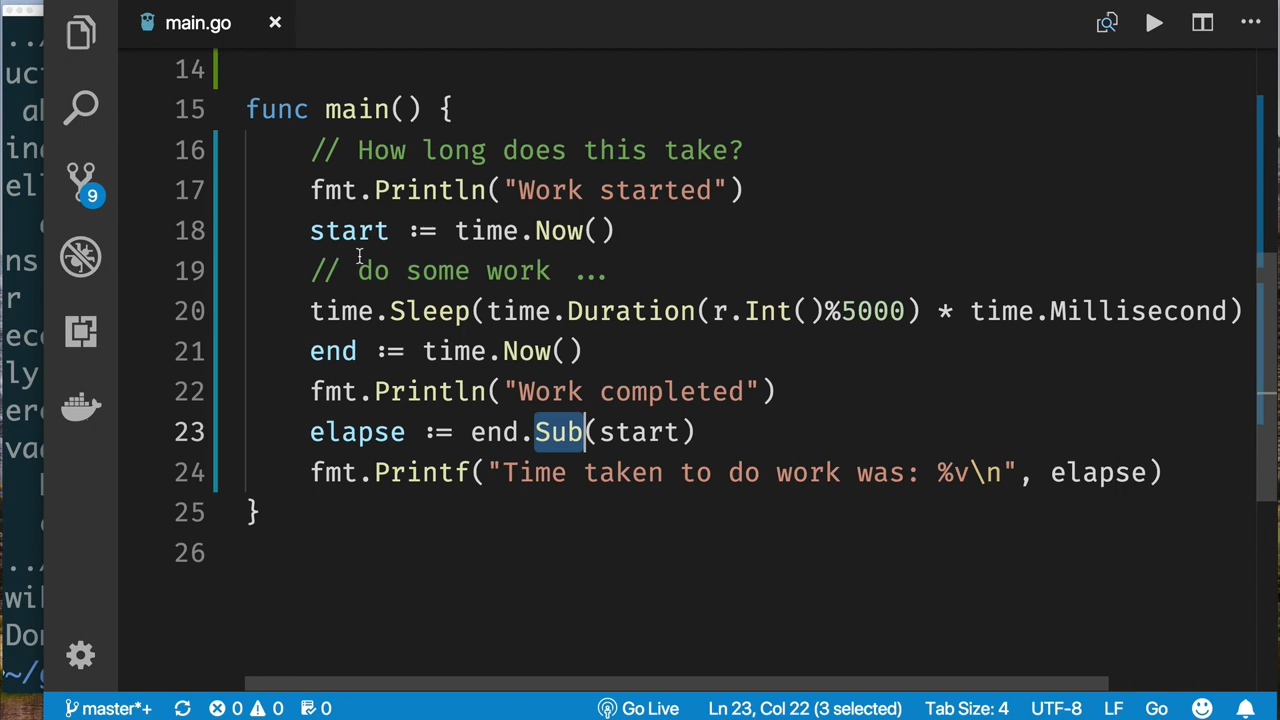 main.go
14
15 func main() {
16 // How long does this take?
17 fmt.Println("Work started")
18 start := time.Now()
19 // do some work ...
20 time.Sleep(time.Duration(r.Int()%5000) * time.Millisecond)
21 end := time.Now()
22 fmt.Println("Work completed")
23 elapse := end.Sub(start)
24 fmt.Printf("Time taken to do work was: %v\n", elapse)
25 }
26
9
master*+ 0 0 0 Go Live Ln 23, Col 22 (3 selected) Tab Size: 4 UTF-8 LF Go